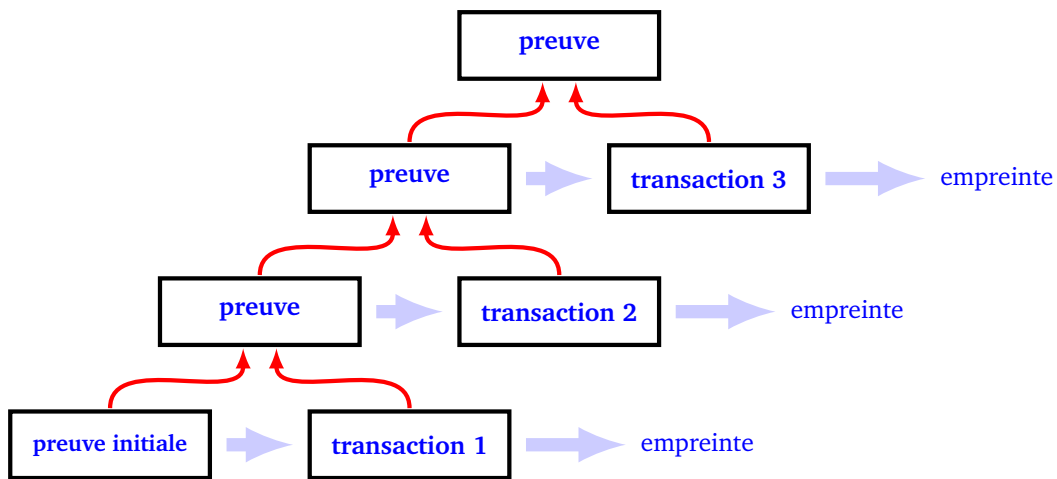 preuve
preuve
transaction 3
empreinte
preuve
transaction 2
empreinte
preuve initiale
transaction 1
empreinte